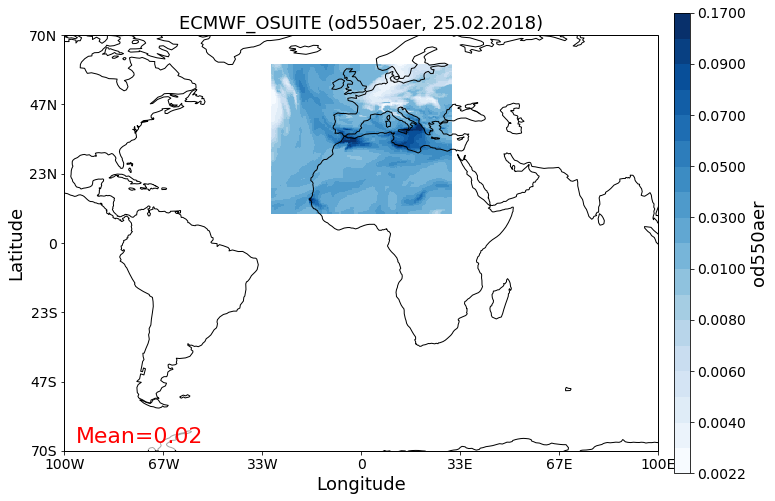 ECMWF_OSUITE (od550aer, 25.02.2018)
70N
47N
23N
0
23S
47S
70S
Latitude
Mean=0.02
100W
67W
33W
0
33E
67E
100E
Longitude
0.1700
0.0900
0.0700
0.0500
0.0300
0.0100
0.0080
0.0060
0.0040
0.0022
od550aer